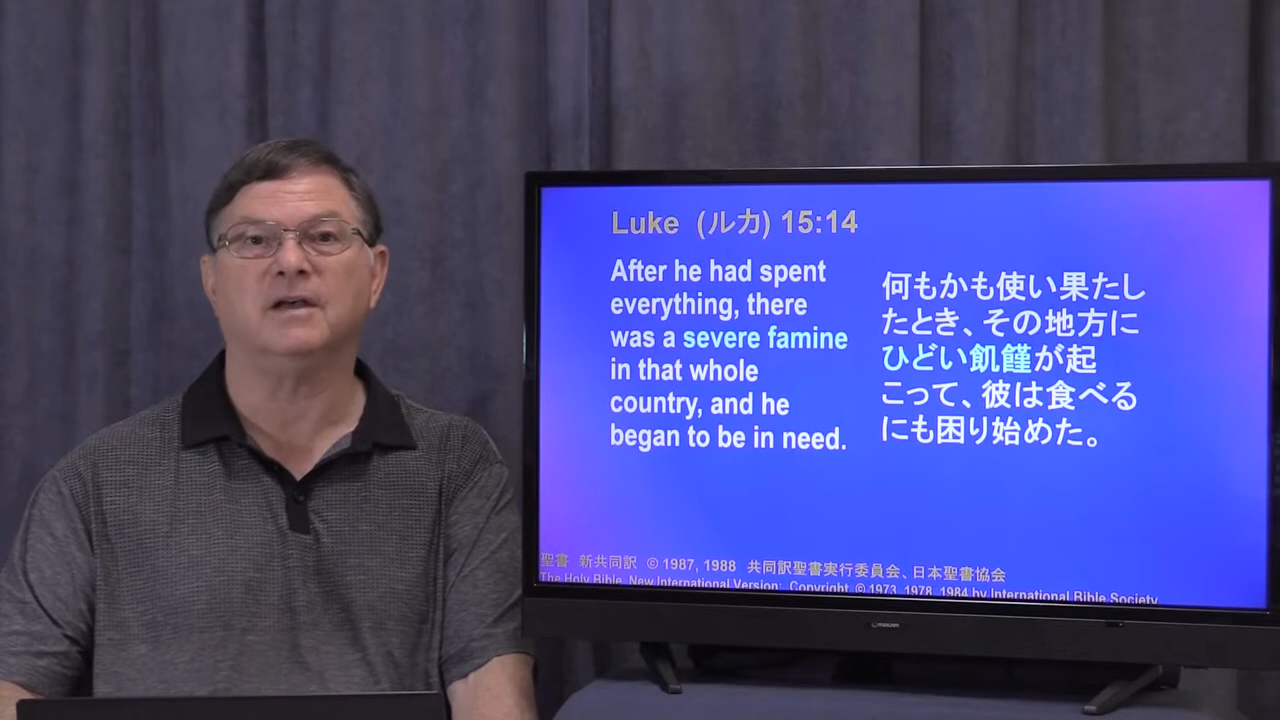 Luke (ルカ) 15:14
After he had spent
everything, there
was a severe famine
in that whole
country, and he
began to be in need.
何もかも使い果たし
たとき、その地方に
ひどい飢饉が起
こって、彼は食べる
にも困り始めた。
聖書 新共同訳 © 1987, 1988 共同訳聖書実行委員会、日本聖書協会
The Holy Bible, New International Version: Copyright © 1973, 1978, 1984 by International Bible Society
maxzen